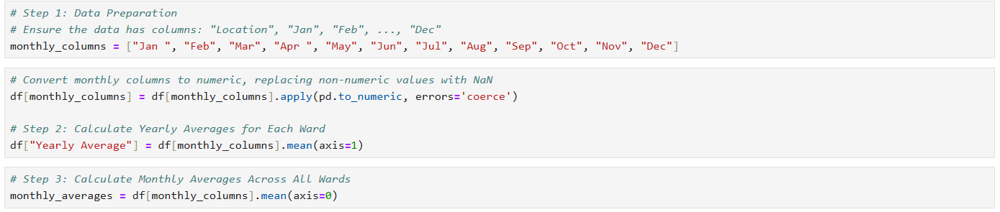 # Step 1: Data Preparation
# Ensure the data has columns: "Location", "Jan", "Feb", ..., "Dec"
monthly_columns = ["Jan ", "Feb", "Mar", "Apr ", "May", "Jun", "Jul", "Aug", "Sep", "Oct", "Nov", "Dec"]
# Convert monthly columns to numeric, replacing non-numeric values with NaN
df[monthly_columns] = df[monthly_columns].apply(pd.to_numeric, errors='coerce')
# Step 2: Calculate Yearly Averages for Each Ward
df["Yearly Average"] = df[monthly_columns].mean(axis=1)
# Step 3: Calculate Monthly Averages Across All Wards
monthly_averages = df[monthly_columns].mean(axis=0)